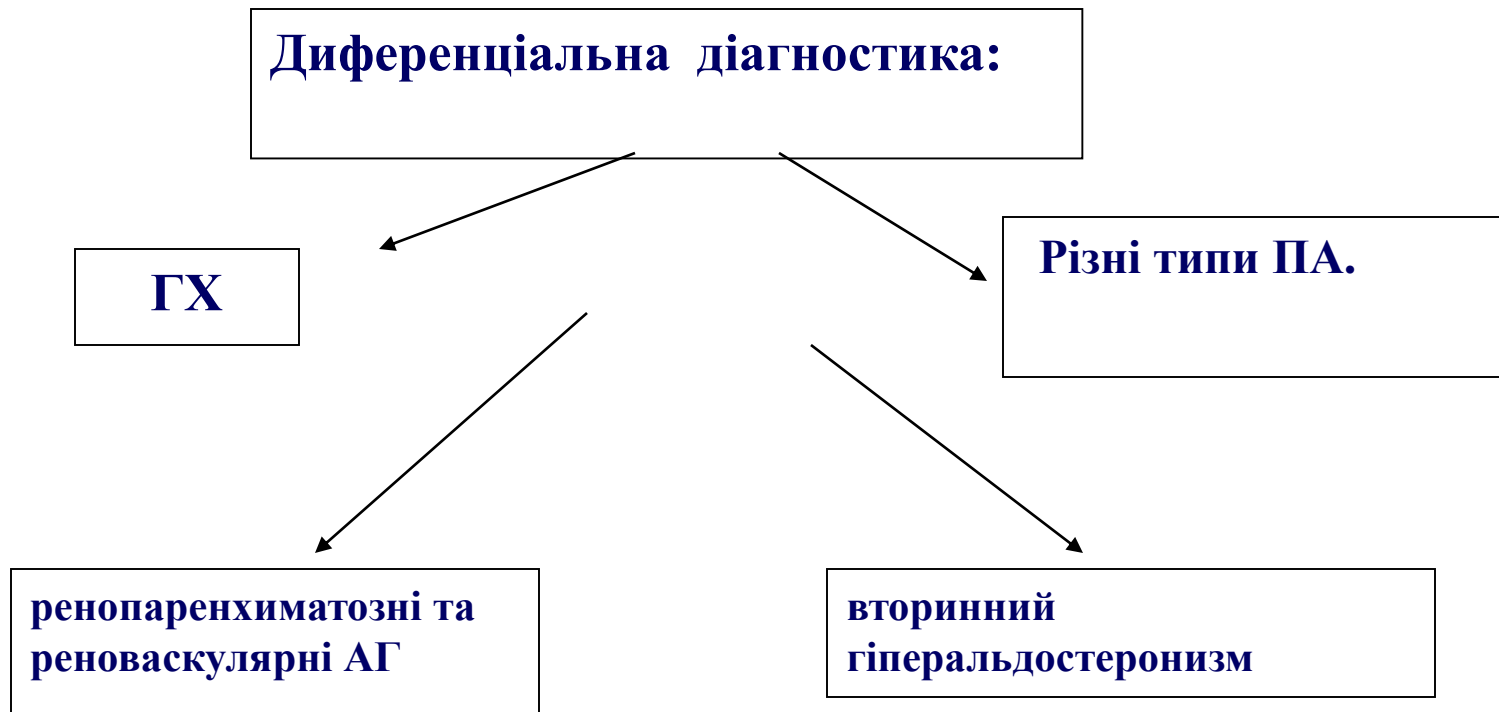 Диференціальна діагностика:
ГХ
Різні типи ПА.
ренопаренхиматозні та
реноваскулярні АГ
вторинний
гіперальдостеронизм